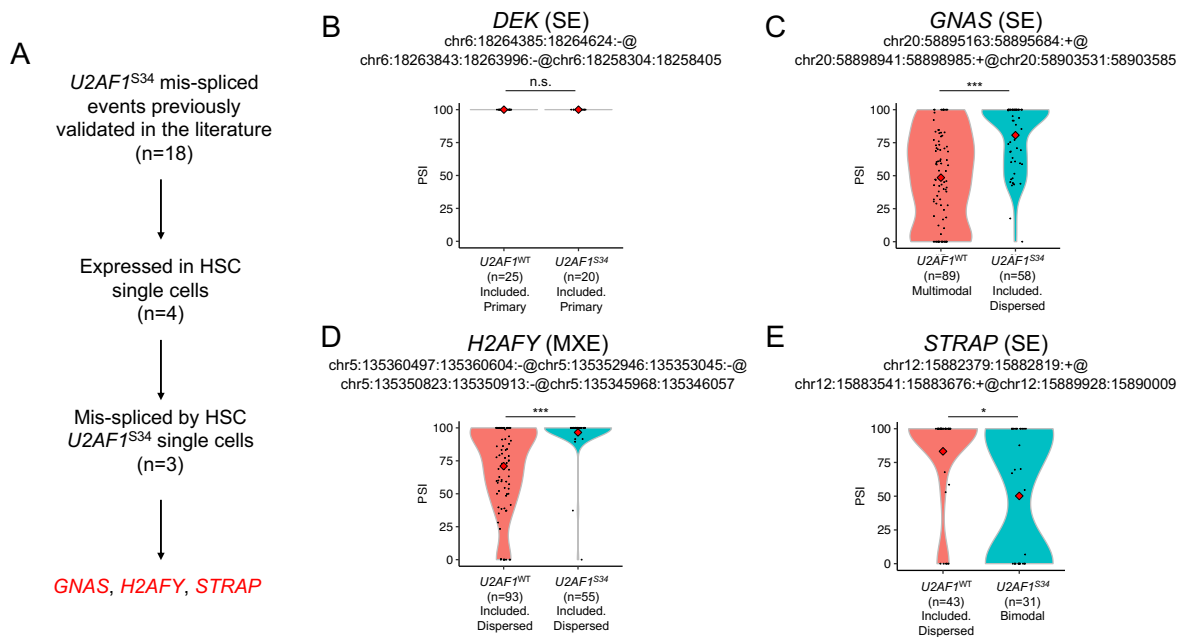 A
U2AF1S34 mis-spliced
events previously
validated in the literature
(n=18)
Expressed in HSC
single cells
(n=4)
Mis-spliced by HSC
U2AF1S34 single cells
(n=3)
GNAS, H2AFY, STRAP
B
DEK (SE)
chr6:18264385:18264624:-@
chr6:18263843:18263996:-@chr6:18258304:18258405
n.s.
100
75
50
25
0
PSI
U2AF1WT
(n=25)
Included.
Primary
U2AF1S34
(n=20)
Included.
Primary
C
GNAS (SE)
chr20:58895163:58895684:+@
chr20:58898941:58898985:+@chr20:58903531:58903585
***
100
75
50
25
0
PSI
U2AF1WT
(n=89)
Multimodal
U2AF1S34
(n=58)
Included.
Dispersed
D
H2AFY (MXE)
chr5:135360497:135360604:-@chr5:135352946:135353045:-@
chr5:135350823:135350913:-@chr5:135345968:135346057
***
100
75
50
25
0
PSI
U2AF1WT
(n=93)
Included.
Dispersed
U2AF1S34
(n=55)
Included.
Dispersed
E
STRAP (SE)
chr12:15882379:15882819:+@
chr12:15883541:15883676:+@chr12:15889928:15890009
*
100
75
50
25
0
PSI
U2AF1WT
(n=43)
Included.
Dispersed
U2AF1S34
(n=31)
Bimodal